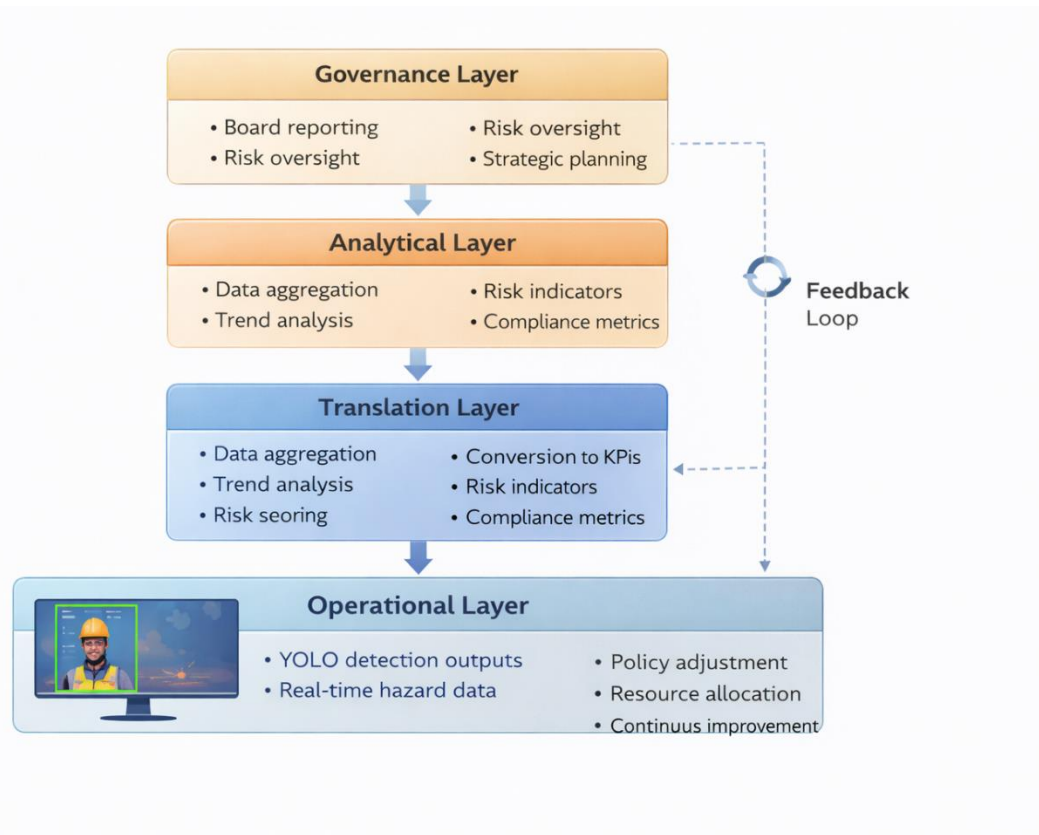 Governance Layer
• Board reporting
• Risk oversight
• Risk oversight
• Strategic planning
Analytical Layer
• Data aggregation
• Trend analysis
• Risk indicators
• Compliance metrics
Feedback
Loop
Translation Layer
• Data aggregation
• Trend analysis
• Risk seoring
• Conversion to KPis
• Risk indicators
• Compliance metrics
Operational Layer
• YOLO detection outputs
• Real-time hazard data
• Policy adjustment
• Resource allocation
• Continuus improvement